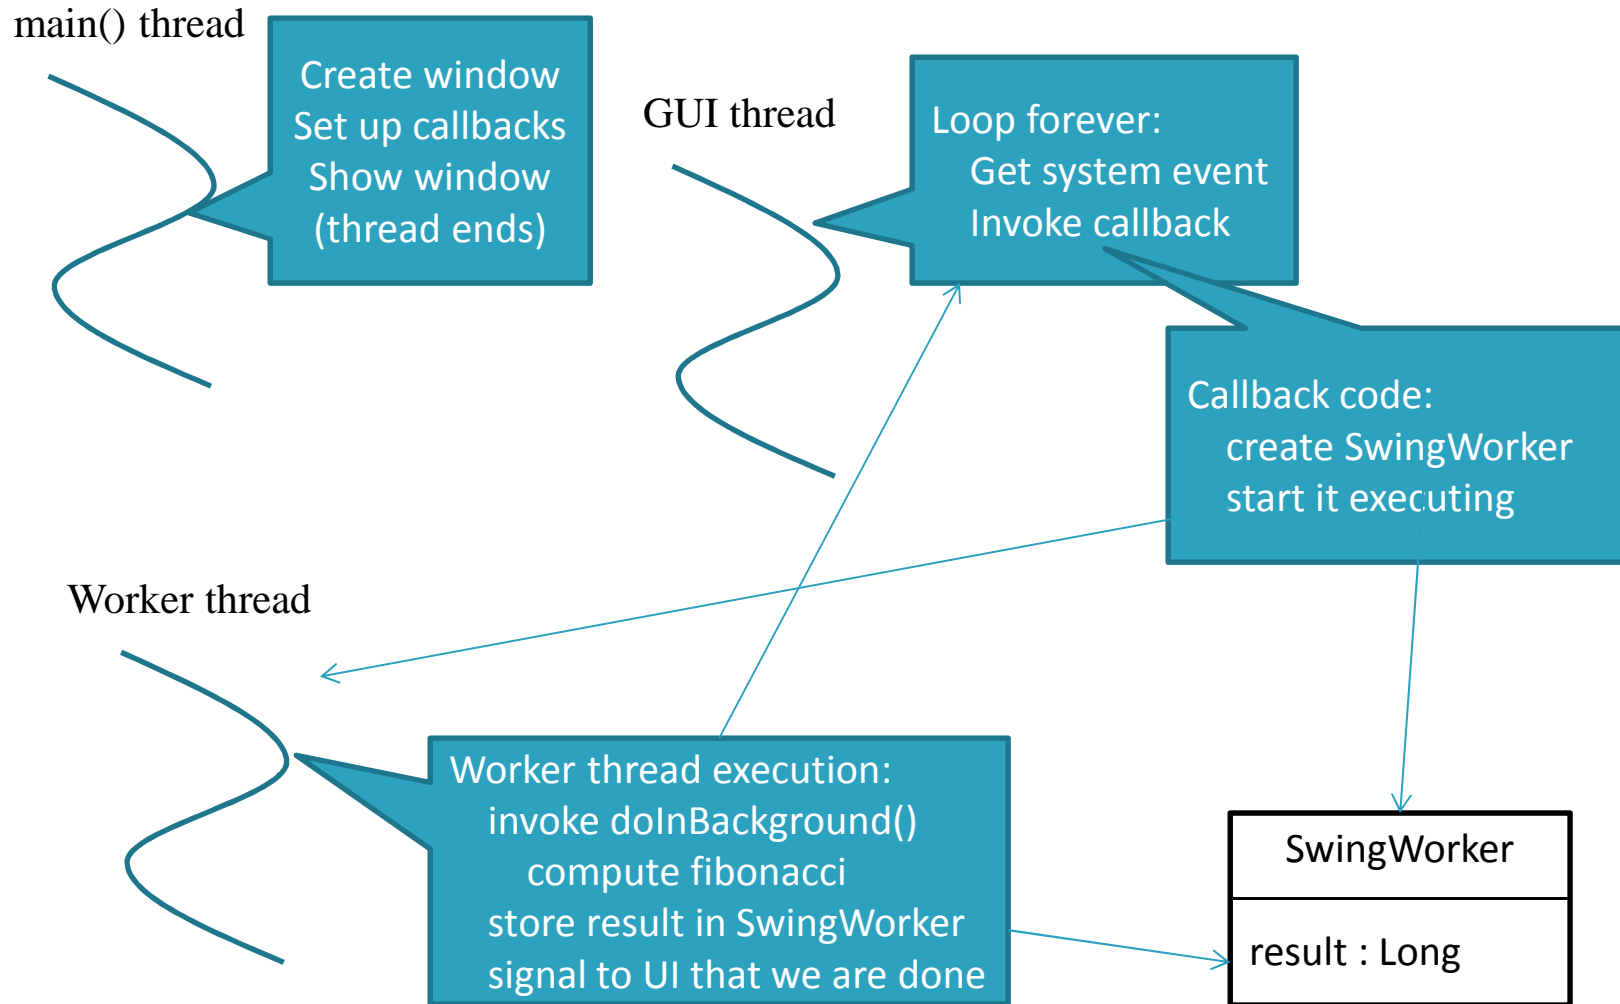 main() thread
Create window
Set up callbacks
Show window
(thread ends)
GUI thread
Loop forever:
Get system event
Invoke callback
Callback code:
create SwingWorker
start it executing
Worker thread
Worker thread execution:
invoke doInBackground()
compute fibonacci
store result in SwingWorker
signal to UI that we are done
SwingWorker
result : Long